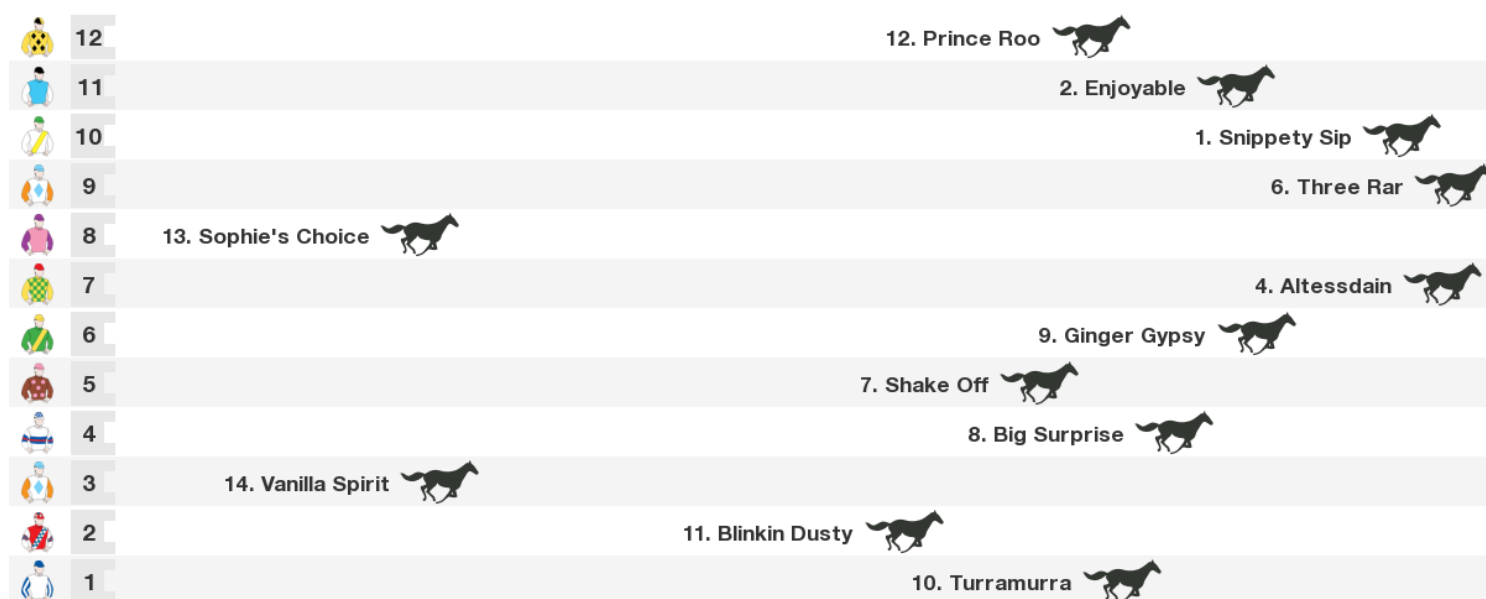 12 12. Prince Roo
11 2. Enjoyable
10 1. Snippety Sip
9 6. Three Rar
8 13. Sophie's Choice
7 4. Altessdain
6 9. Ginger Gypsy
5 7. Shake Off
4 8. Big Surprise
3 14. Vanilla Spirit
2 11. Blinkin Dusty
1 10. Turramurra